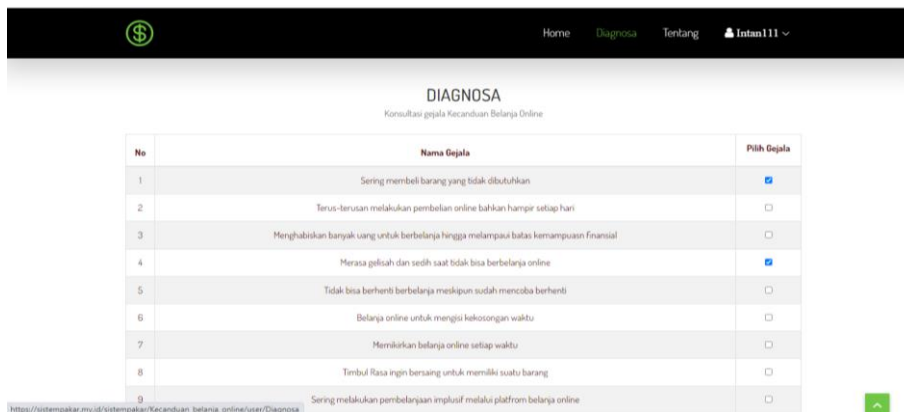 Home Diagnosa Tentang Intan111
DIAGNOSA
Konsultasi gejala Kecanduan Belanja Online
No Nama Gejala Pilih Gejala
1 Sering membeli barang yang tidak dibutuhkan
2 Terus-terusan melakukan pembelian online bahkan hampir setiap hari
3 Menghabiskan banyak uang untuk berbelanja hingga melampaui batas kemampuasn finansial
4 Merasa gelisah dan sedih saat tidak bisa berbelanja online
5 Tidak bisa berhenti berbelanja meskipun sudah mencoba berhenti
6 Belanja online untuk mengisi kekosongan waktu
7 Memikirkan belanja online setiap waktu
8 Timbul Rasa ingin bersaing untuk memiliki suatu barang
9 Sering melakukan pembelanjaan implusif melalui platfrom belanja online
https://sistempakar.my.id/sistempakar/Kecanduan_belanja_online/user/Diagnosa